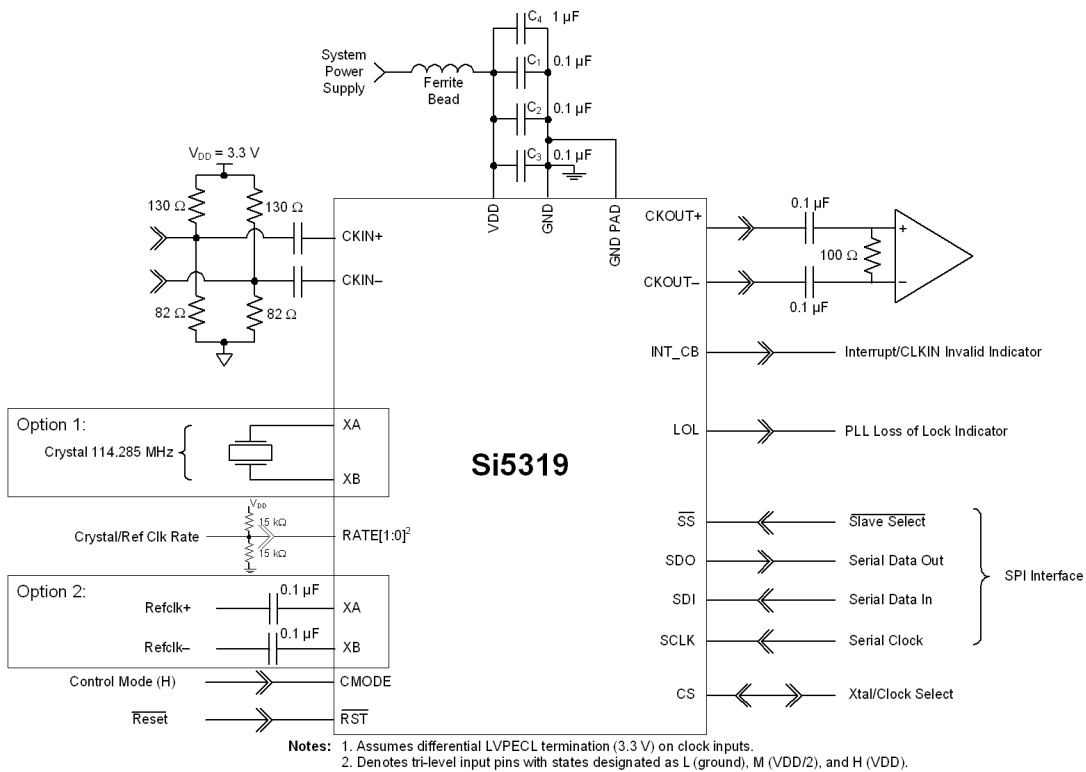 C4 1 µF
System
Power
Supply
Ferrite
Bead
C1 0.1 µF
C2 0.1 µF
C3 0.1 µF
VDD = 3.3 V
130 Ω
130 Ω
82 Ω
82 Ω
VDD
GND
GND PAD
CKIN+
CKIN–
CKOUT+
CKOUT–
0.1 µF
100 Ω
0.1 µF
+
–
INT_CB
Interrupt/CLKIN Invalid Indicator
LOL
PLL Loss of Lock Indicator
Option 1:
Crystal 114.285 MHz
XA
XB
Si5319
VDD
15 kΩ
15 kΩ
Crystal/Ref Clk Rate
RATE[1:0]2
Option 2:
Refclk+
0.1 µF
XA
Refclk–
0.1 µF
XB
Control Mode (H)
CMODE
Reset
RST
SS
Slave Select
SDO
Serial Data Out
SDI
Serial Data In
SCLK
Serial Clock
SPI Interface
CS
Xtal/Clock Select
Notes: 1. Assumes differential LVPECL termination (3.3 V) on clock inputs.
2. Denotes tri-level input pins with states designated as L (ground), M (VDD/2), and H (VDD).